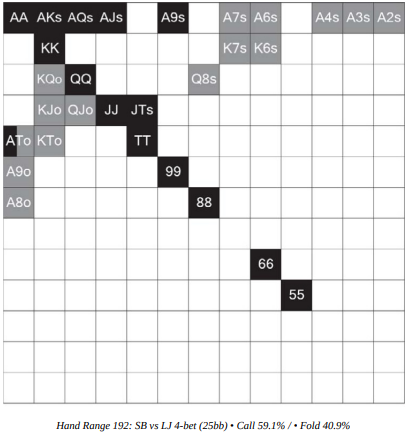 AA AKs AQs AJs A9s A7s A6s A4s A3s A2s
KK K7s K6s
KQo QQ Q8s
KJo QJo JJ JTs
ATo KTo TT
A9o 99
A8o 88
66
55
Hand Range 192: SB vs LJ 4-bet (25bb) • Call 59.1% / • Fold 40.9%